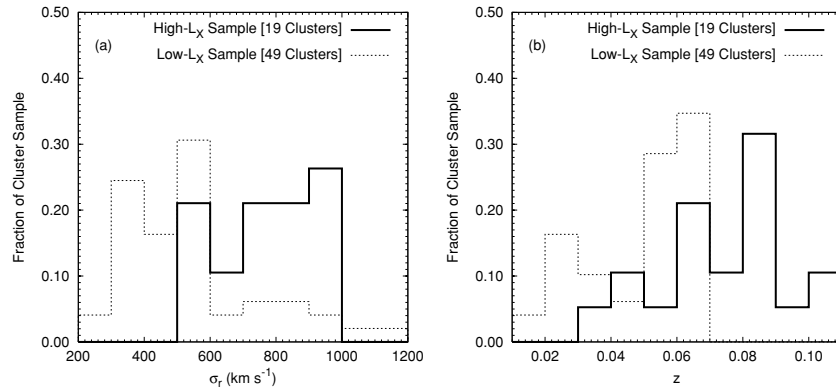 0.50
0.40
0.30
0.20
0.10
0.00
Fraction of Cluster Sample
(a)
High-L_X Sample [19 Clusters]
Low-L_X Sample [49 Clusters]
200 400 600 800 1000 1200
σ_r (km s⁻¹)
0.50
0.40
0.30
0.20
0.10
0.00
Fraction of Cluster Sample
(b)
High-L_X Sample [19 Clusters]
Low-L_X Sample [49 Clusters]
0.02 0.04 0.06 0.08 0.10
z